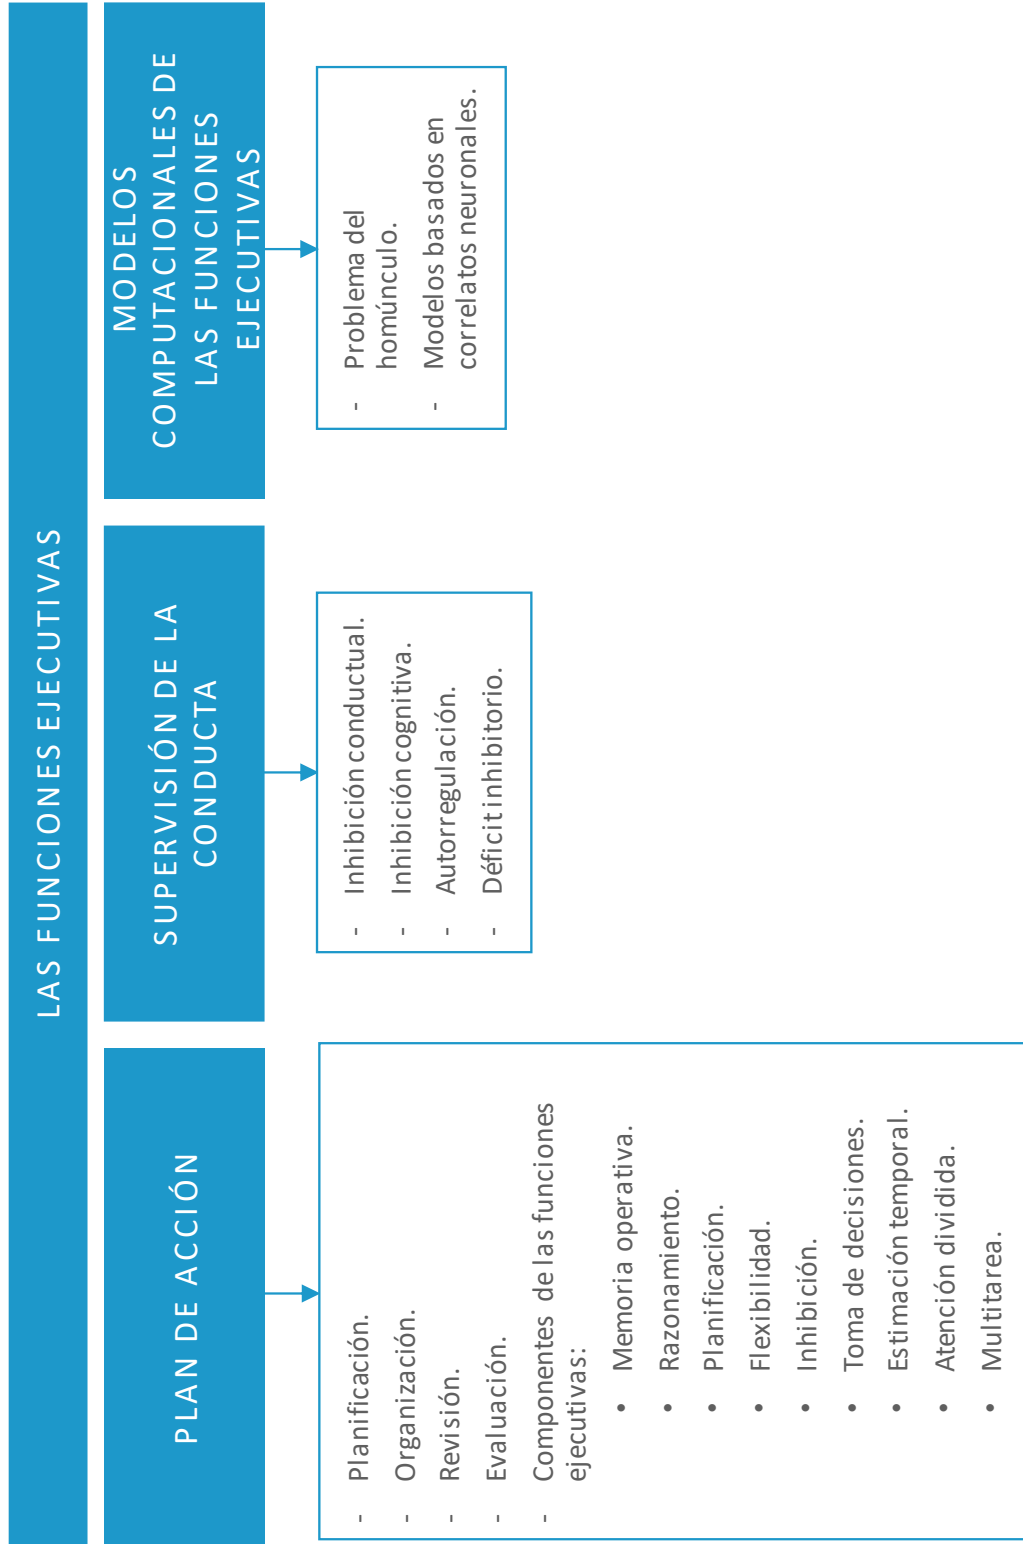 LAS FUNCIONES EJECUTIVAS
PLAN DE ACCIÓN
- Planificación.
- Organización.
- Revisión.
- Evaluación.
- Componentes de las funciones
ejecutivas:
• Memoria operativa.
• Razonamiento.
• Planificación.
• Flexibilidad.
• Inhibición.
• Toma de decisiones.
• Estimación temporal.
• Atención dividida.
• Multitarea.
SUPERVISIÓN DE LA
CONDUCTA
- Inhibición conductual.
- Inhibición cognitiva.
- Autorregulación.
- Déficit inhibitorio.
MODELOS
COMPUTACIONALES DE
LAS FUNCIONES
EJECUTIVAS
- Problema del
homúnculo.
- Modelos basados en
correlatos neuronales.